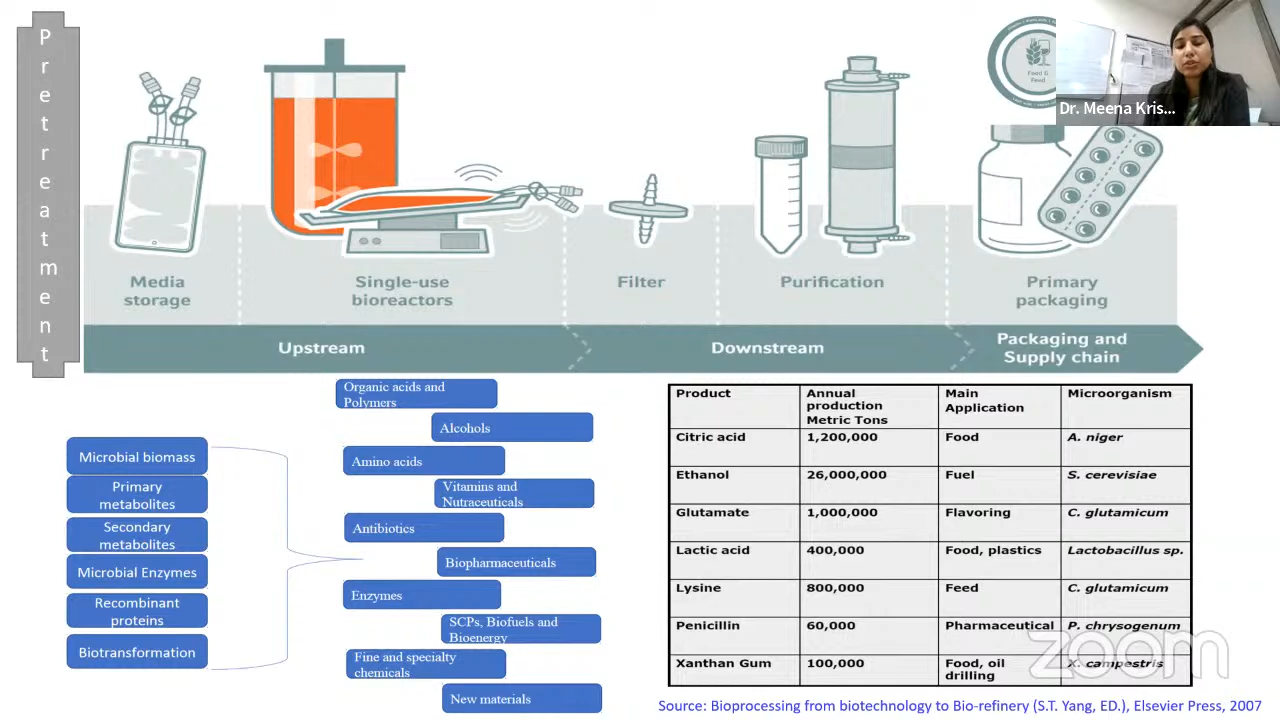 Pretreatment
Food &
Feed
Dr. Meena Kris...
Media
storage
Single-use
bioreactors
Filter
Purification
Primary
packaging
Upstream
Downstream
Packaging and
Supply chain
Microbial biomass
Primary
metabolites
Secondary
metabolites
Microbial Enzymes
Recombinant
proteins
Biotransformation
Organic acids and
Polymers
Alcohols
Amino acids
Vitamins and
Nutraceuticals
Antibiotics
Biopharmaceuticals
Enzymes
SCPs, Biofuels and
Bioenergy
Fine and specialty
chemicals
New materials
Product Annual production Metric Tons Main Application Microorganism
Citric acid 1,200,000 Food A. niger
Ethanol 26,000,000 Fuel S. cerevisiae
Glutamate 1,000,000 Flavoring C. glutamicum
Lactic acid 400,000 Food, plastics Lactobacillus sp.
Lysine 800,000 Feed C. glutamicum
Penicillin 60,000 Pharmaceutical P. chrysogenum
Xanthan Gum 100,000 Food, oil drilling X. campestris
zoom
Source: Bioprocessing from biotechnology to Bio-refinery (S.T. Yang, ED.), Elsevier Press, 2007